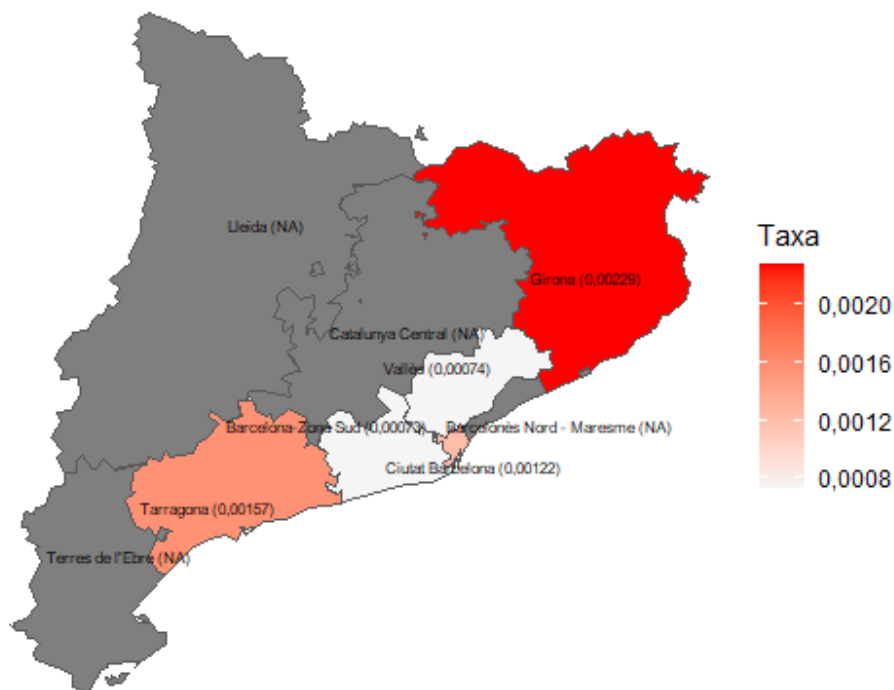 Lleida (NA)
Taxa
Girona (0,00229)
0,0020
Catalunya Central (NA)
Vallès (0,00074)
0,0016
0,0012
Barcelona-Zona Sud (0,00073)
Barcelonès Nord - Maresme (NA)
Ciutat Barcelona (0,00122)
0,0008
Tarragona (0,00157)
Terres de l'Ebre (NA)